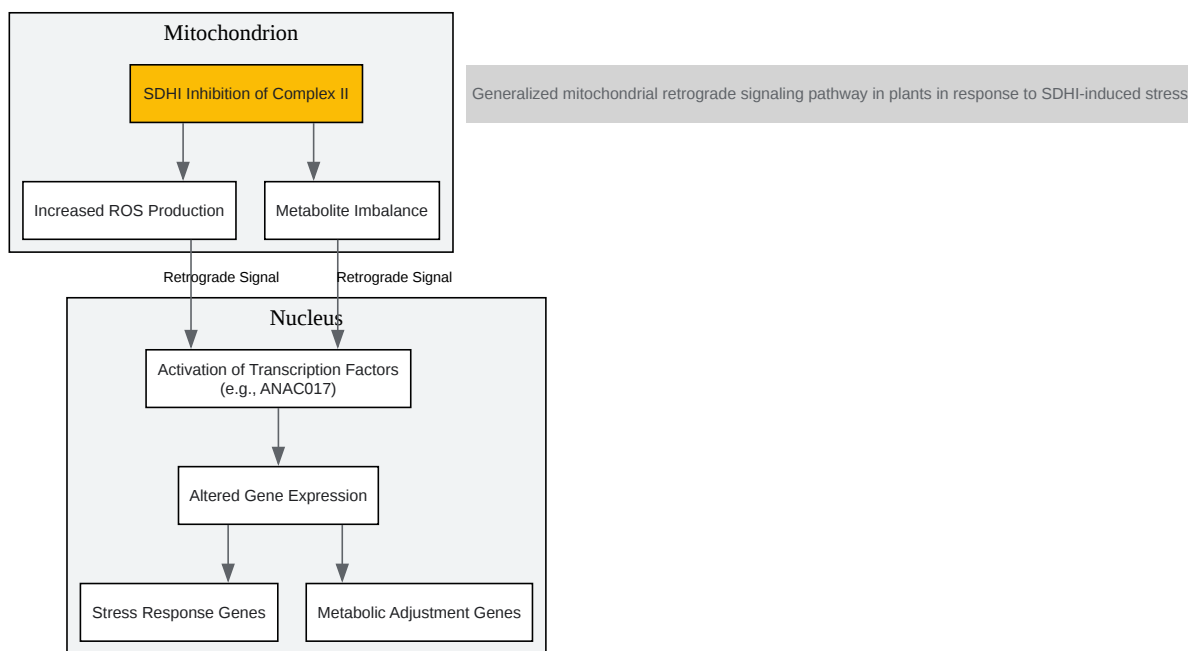 Mitochondrion
SDHI Inhibition of Complex II
Generalized mitochondrial retrograde signaling pathway in plants in response to SDHI-induced stress
Increased ROS Production
Metabolite Imbalance
Retrograde Signal
Retrograde Signal
Nucleus
Activation of Transcription Factors
(e.g., ANAC017)
Altered Gene Expression
Stress Response Genes
Metabolic Adjustment Genes